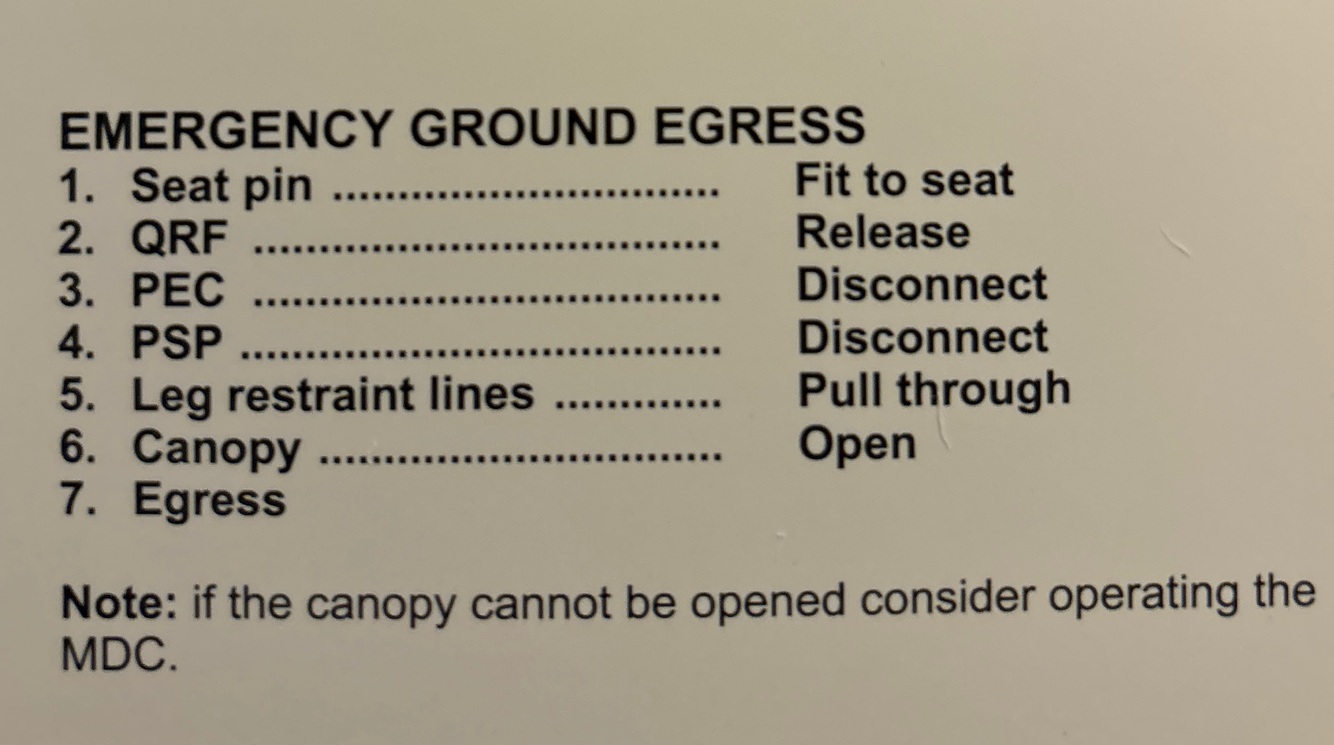 EMERGENCY GROUND EGRESS
1. Seat pin .............................. Fit to seat
2. QRF .................................... Release
3. PEC .................................... Disconnect
4. PSP ..................................... Disconnect
5. Leg restraint lines ............. Pull through
6. Canopy ............................... Open
7. Egress
Note: if the canopy cannot be opened consider operating the
MDC.